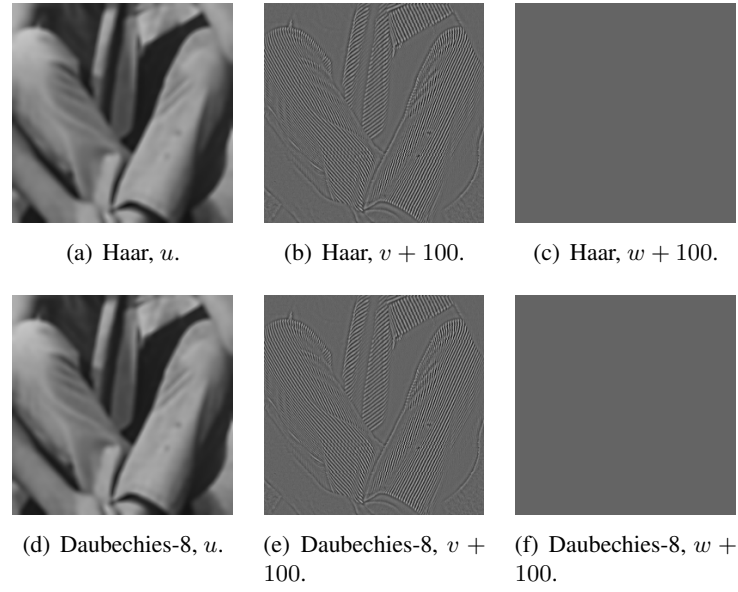 (a) Haar, u.
(b) Haar, v + 100.
(c) Haar, w + 100.
(d) Daubechies-8, u.
(e) Daubechies-8, v +
100.
(f) Daubechies-8, w +
100.